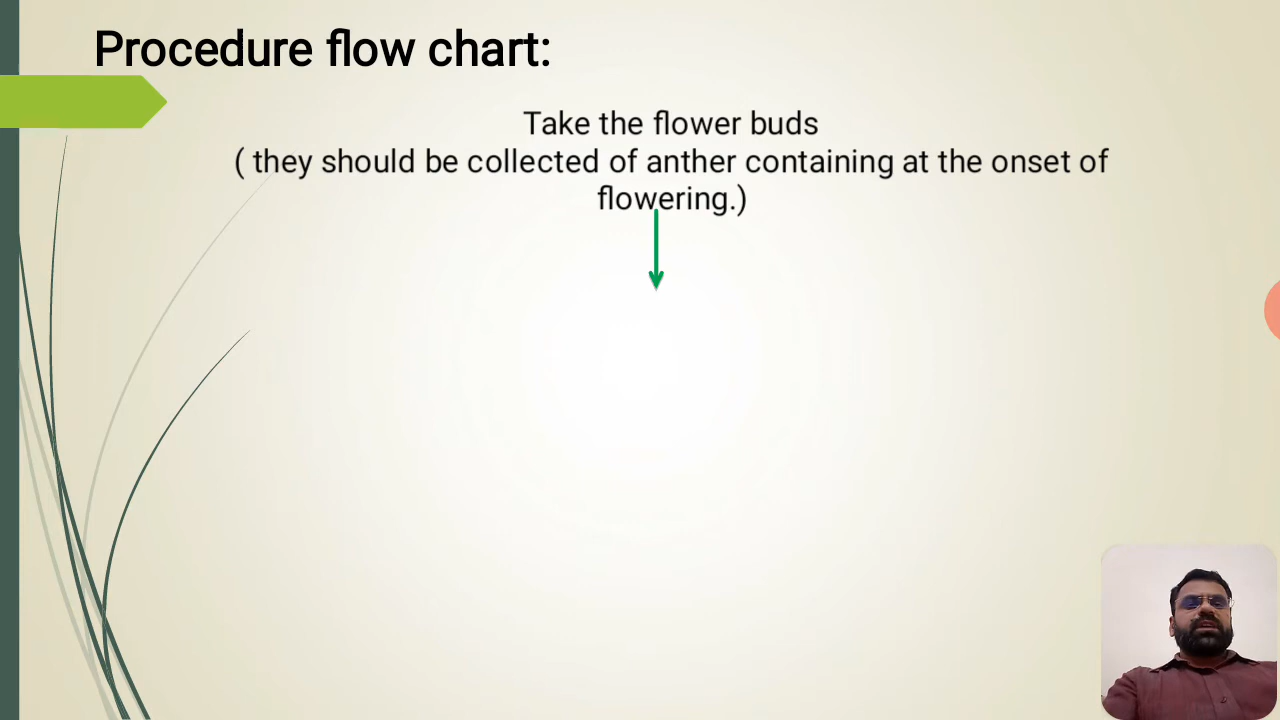 Procedure flow chart:
Take the flower buds
( they should be collected of anther containing at the onset of
flowering.)